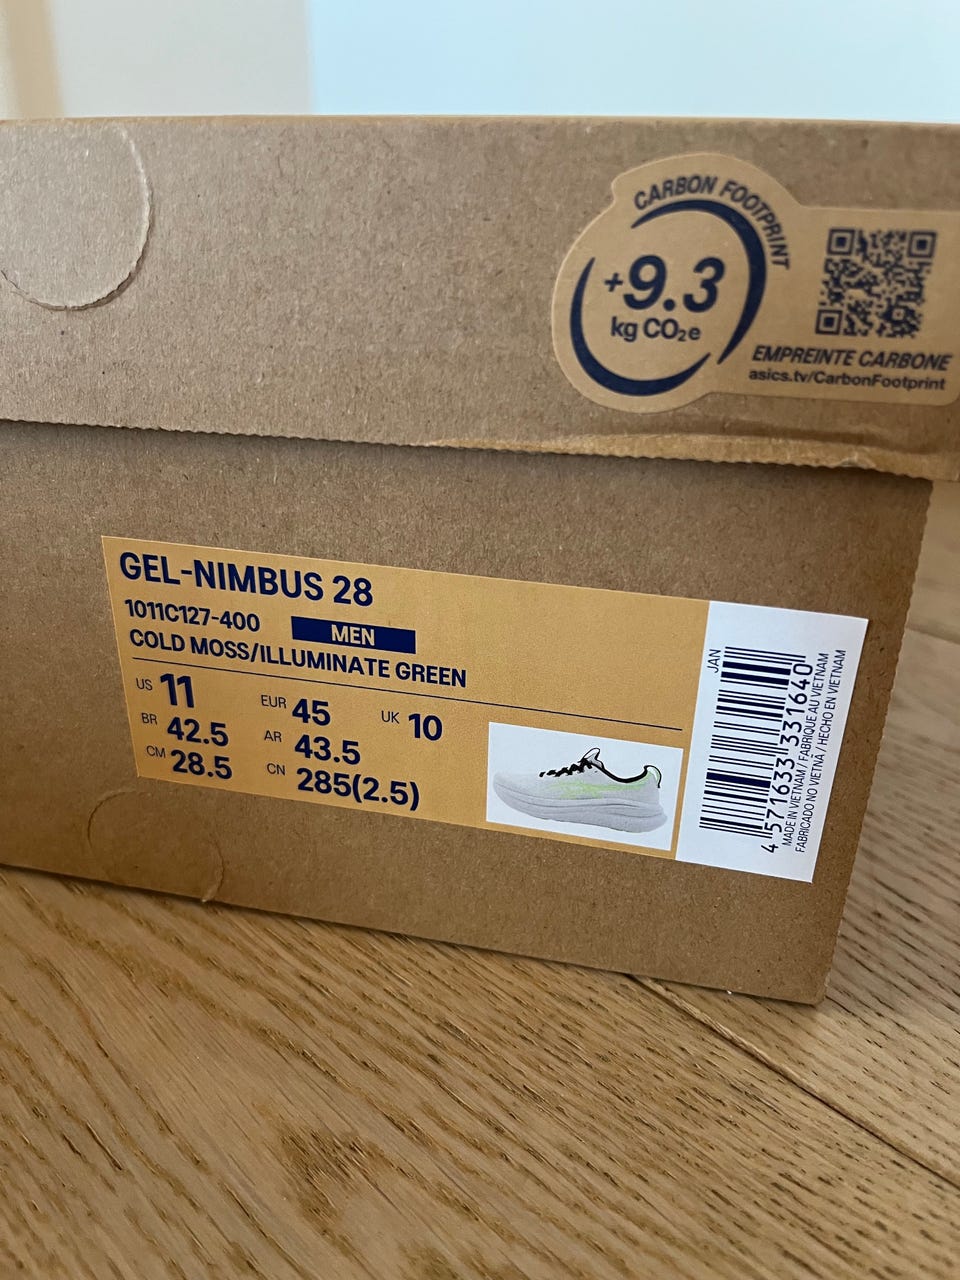 CARBON FOOTPRINT
+9.3
kg CO₂e
EMPREINTE CARBONE
asics.tv/CarbonFootprint
GEL-NIMBUS 28
1011C127-400 MEN
COLD MOSS/ILLUMINATE GREEN
US 11 EUR 45 UK 10
BR 42.5 AR 43.5
CM 28.5 CN 285(2.5)
JAN
4 571633 331640
MADE IN VIETNAM / FABRIQUE AU VIETNAM
FABRICADO NO VIETNÃ / HECHO EN VIETNAM